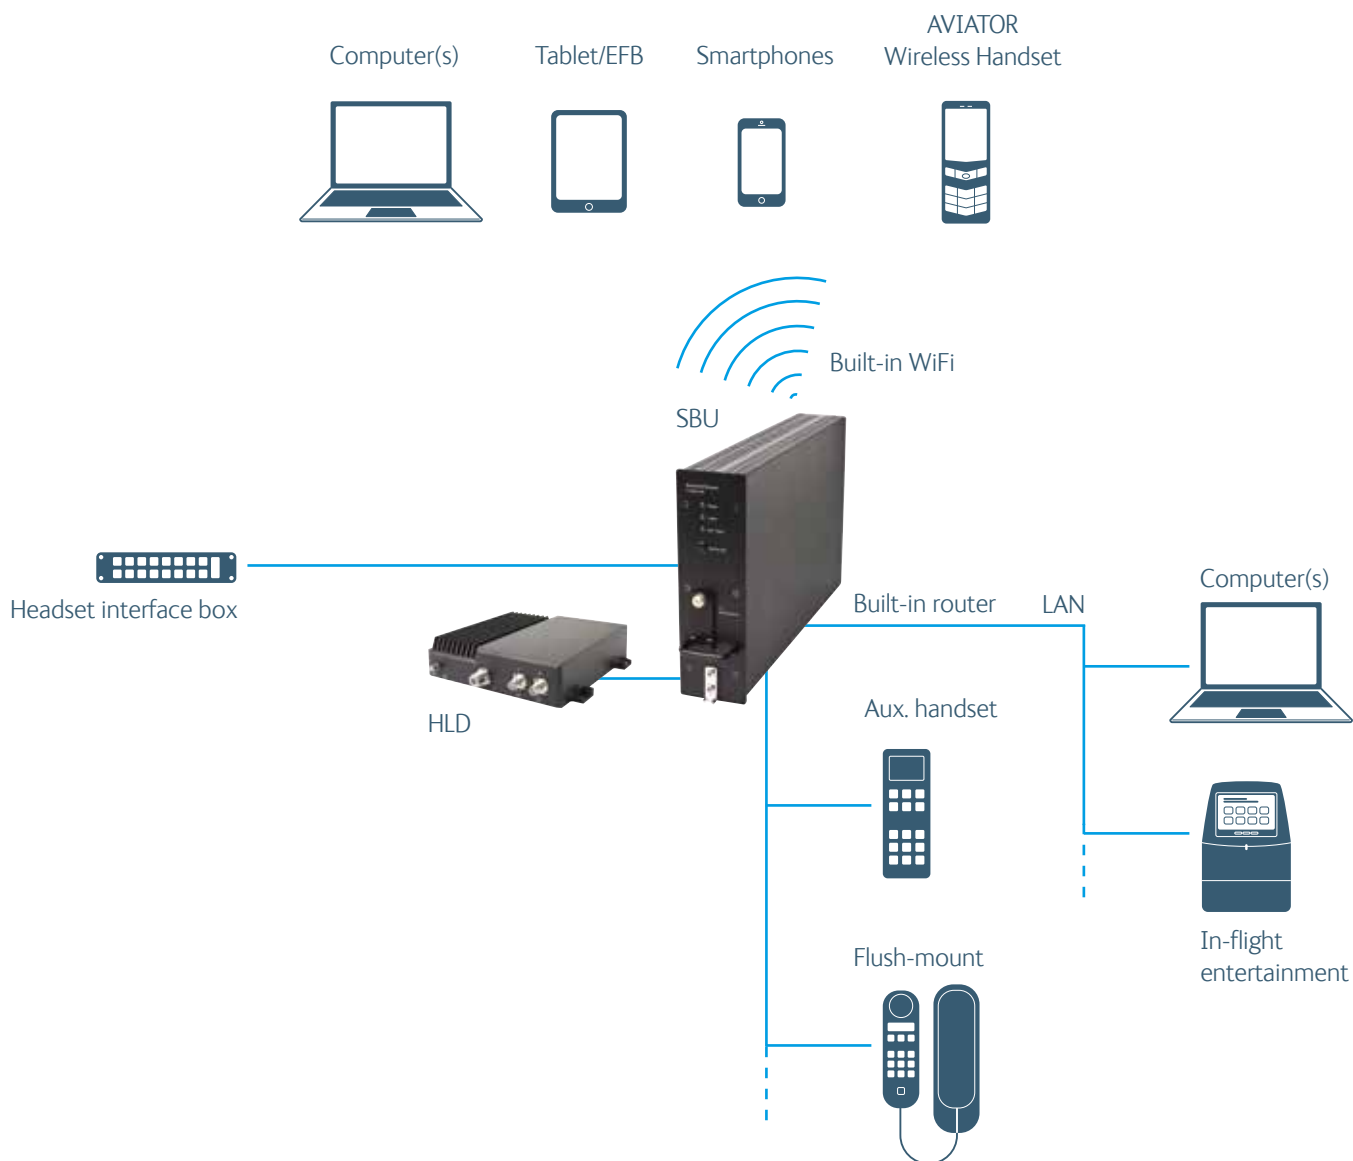 Computer(s)
Tablet/EFB
Smartphones
AVIATOR
Wireless Handset
Built-in WiFi
SBU
Headset interface box
HLD
Built-in router
LAN
Computer(s)
Aux. handset
In-flight
entertainment
Flush-mount